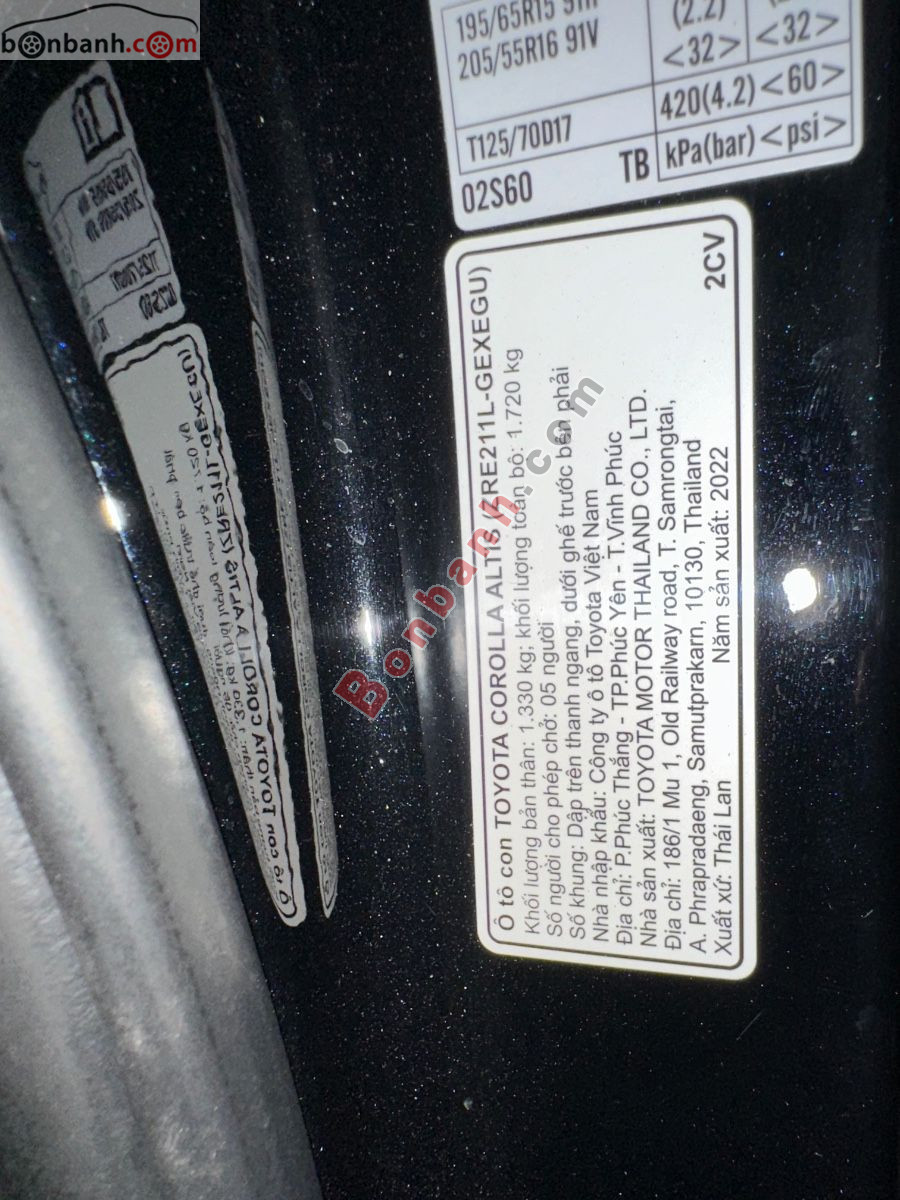 bonbanh.com
195/65R15 91H
205/55R16 91V
(2.2)
<32>
<32>
T125/70D17
420(4.2) <60>
02S60
TB
kPa(bar) <psi>
Ô tô con TOYOTA COROLLA ALTIS (ZRE211L-GEXEGU)
Khối lượng bản thân: 1.330 kg; khối lượng toàn bộ: 1.720 kg
Số người cho phép chở: 05 người
Số khung: Dập trên thanh ngang, dưới ghế trước bên phải
Nhà nhập khẩu: Công ty ô tô Toyota Việt Nam
Địa chỉ: P.Phúc Thắng - TP.Phúc Yên - T.Vĩnh Phúc
Nhà sản xuất: TOYOTA MOTOR THAILAND CO., LTD.
Địa chỉ: 186/1 Mu 1, Old Railway road, T. Samrongtai,
A. Phrapradaeng, Samutprakarn, 10130, Thailand
Xuất xứ: Thái Lan Năm sản xuất: 2022
2CV
Bonbanh.com